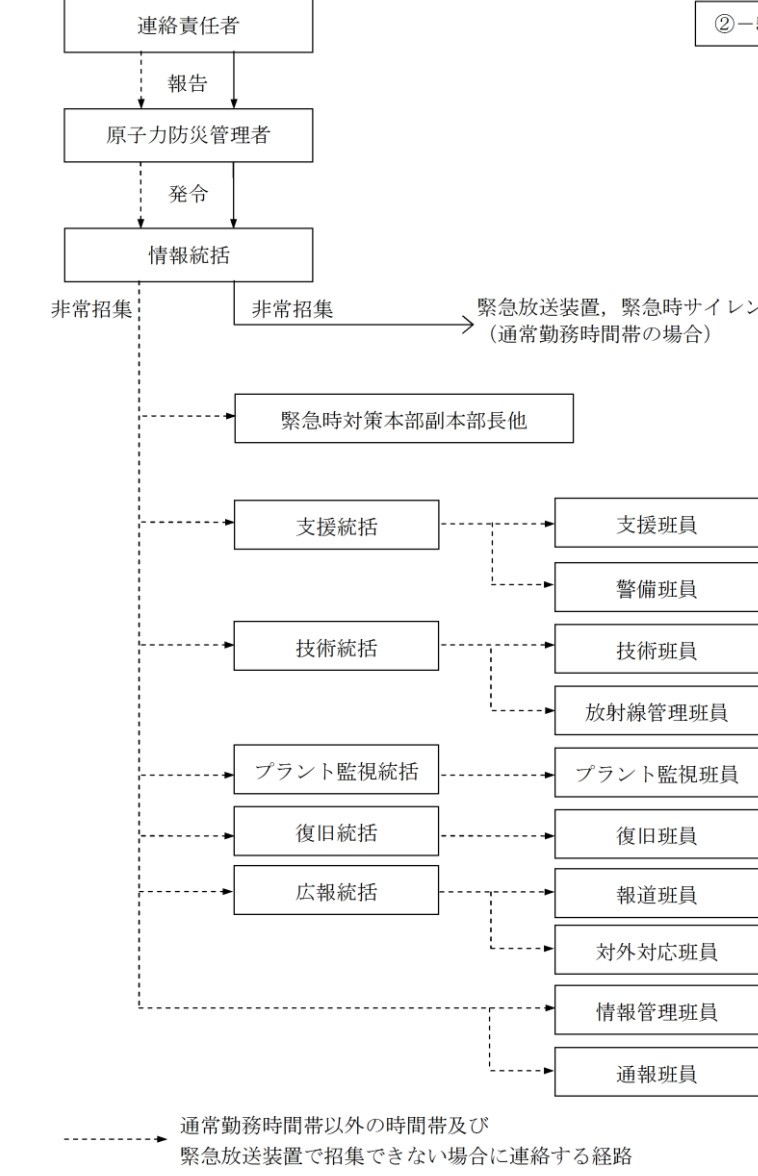 連絡責任者
②－5
報告
原子力防災管理者
発令
情報統括
非常招集
非常招集
緊急放送装置，緊急時サイレン
（通常勤務時間帯の場合）
緊急時対策本部副本部長他
支援統括
支援班員
警備班員
技術統括
技術班員
放射線管理班員
プラント監視統括
プラント監視班員
復旧統括
復旧班員
広報統括
報道班員
対外対応班員
情報管理班員
通報班員
通常勤務時間帯以外の時間帯及び
緊急放送装置で招集できない場合に連絡する経路